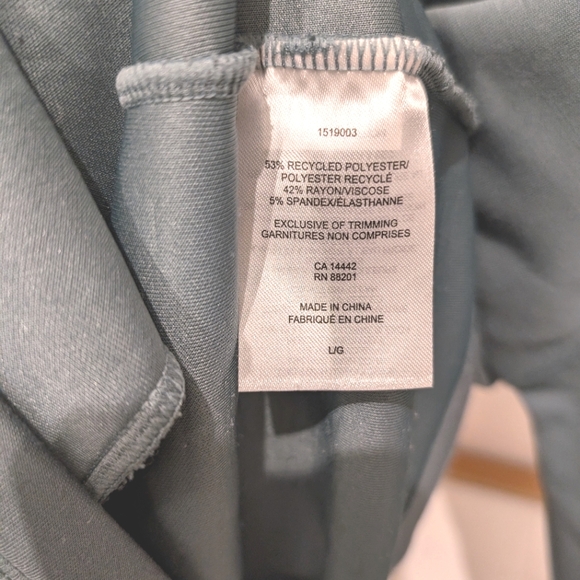 1519003
53% RECYCLED POLYESTER/
POLYESTER RECYCLÉ
42% RAYON/VISCOSE
5% SPANDEX/ÉLASTHANNE
EXCLUSIVE OF TRIMMING
GARNITURES NON COMPRISES
CA 14442
RN 88201
MADE IN CHINA
FABRIQUÉ EN CHINE
L/G